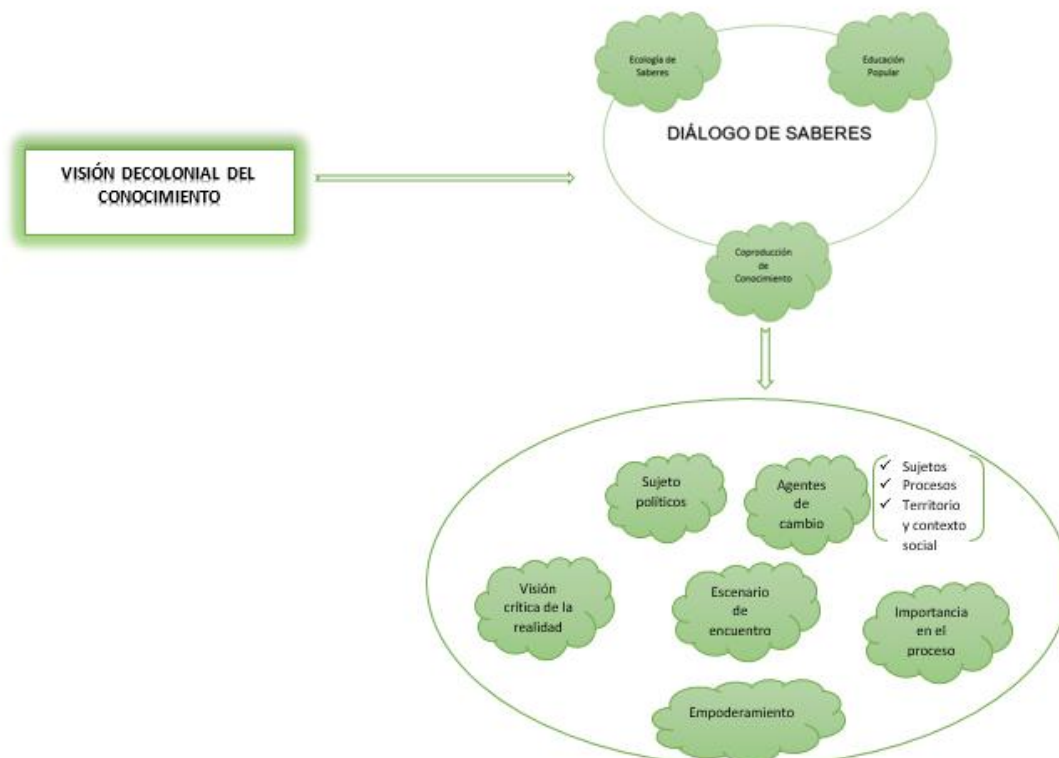 Ecología de
Saberes
Educación
Popular
DIÁLOGO DE SABERES
VISIÓN DECOLONIAL DEL
CONOCIMIENTO
Coproducción
de
Conocimiento
Sujeto
políticos
Agentes
de
cambio
✓ Sujetos
✓ Procesos
✓ Territorio
y contexto
social
Visión
crítica de la
realidad
Escenario
de
encuentro
Importancia
en el
proceso
Empoderamiento